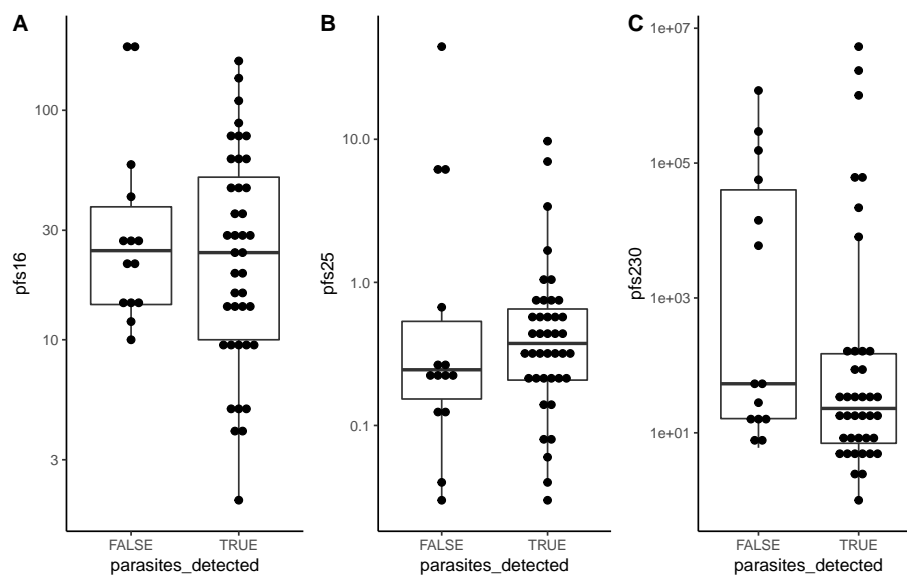 A
pfs16
100
30
10
3
FALSE
TRUE
parasites_detected
B
pfs25
10.0
1.0
0.1
FALSE
TRUE
parasites_detected
C
pfs230
1e+07
1e+05
1e+03
1e+01
FALSE
TRUE
parasites_detected